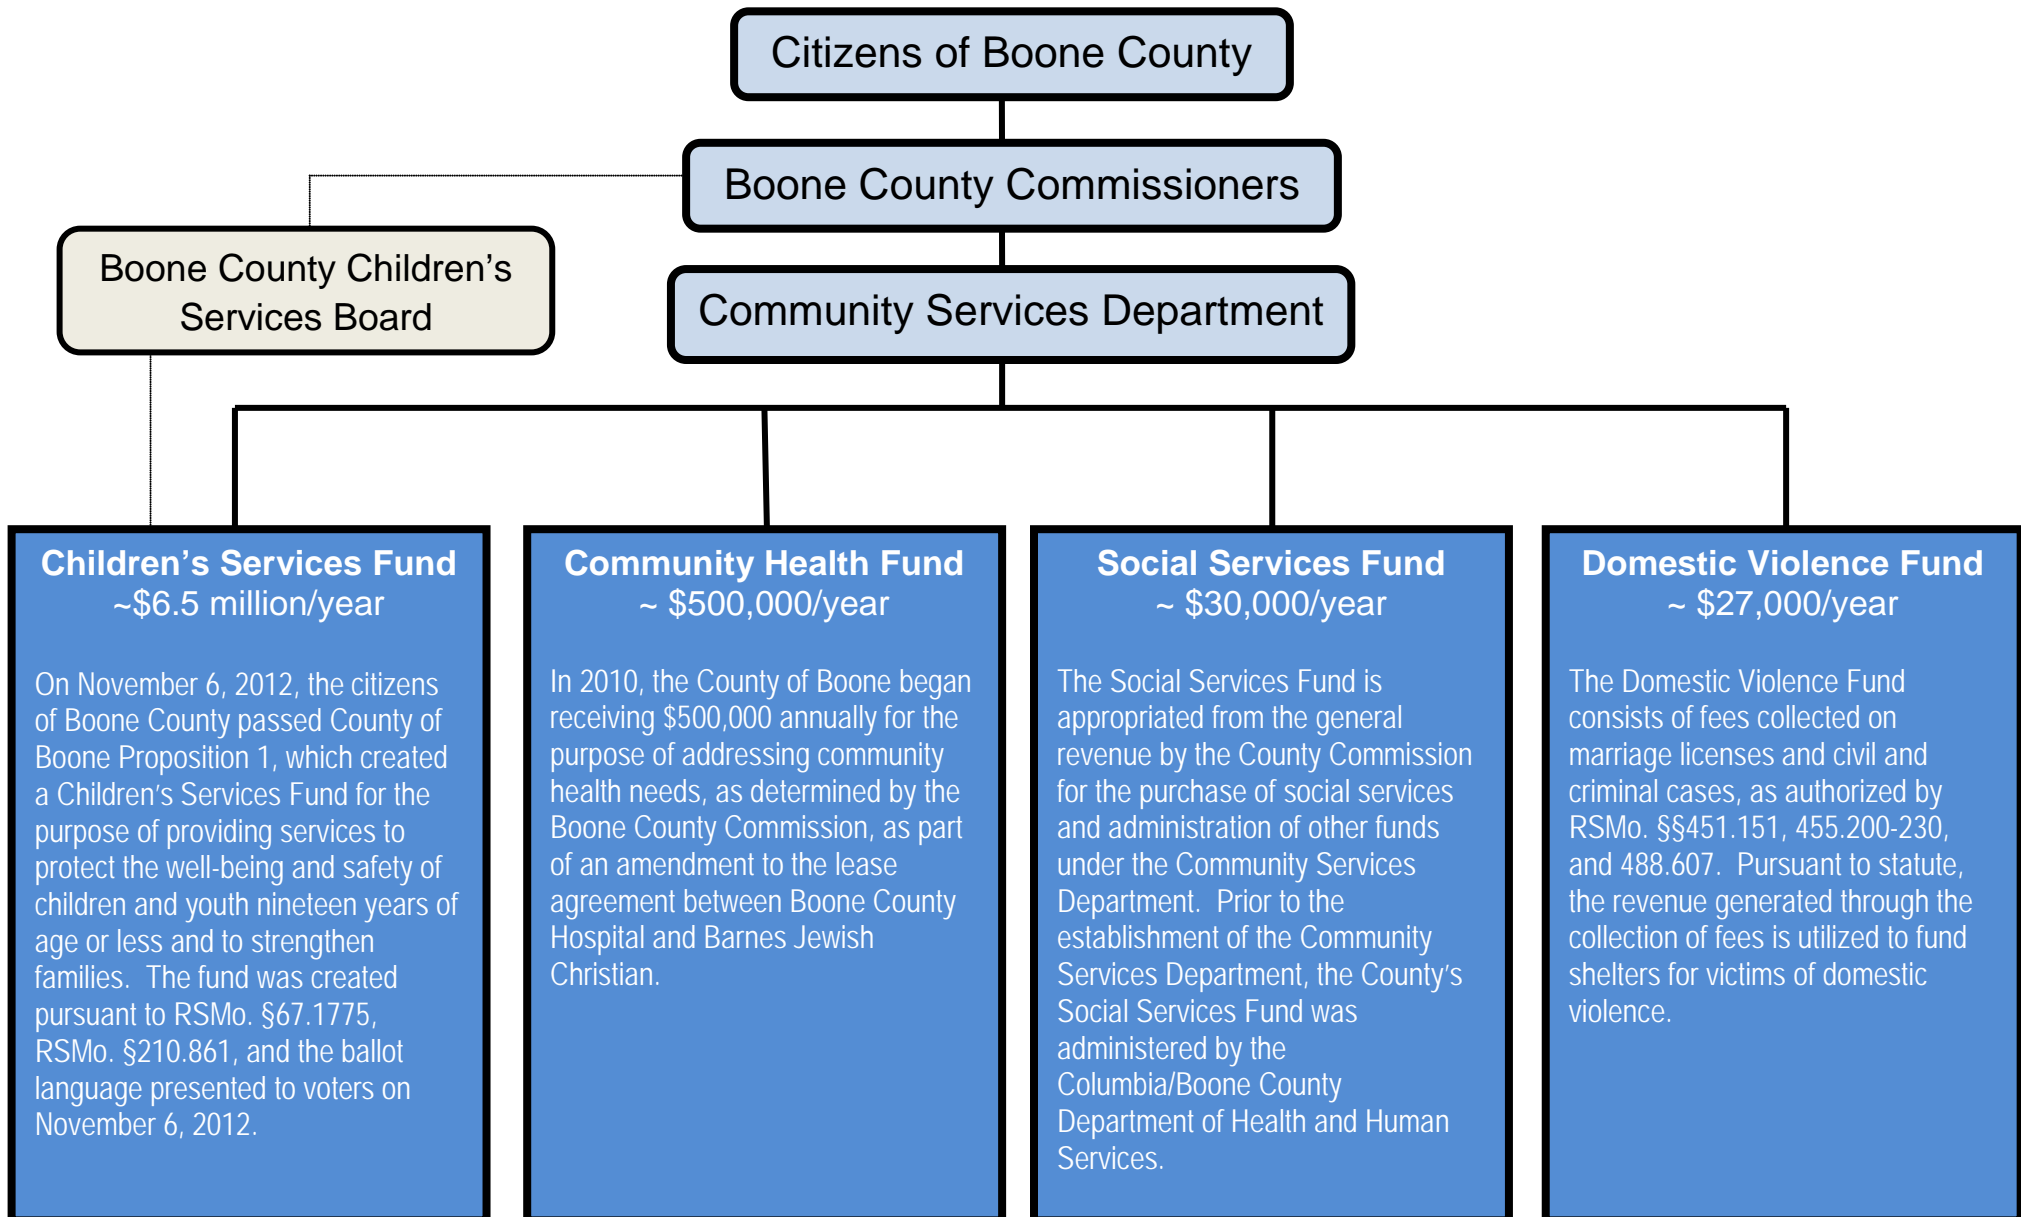 Citizens of Boone County
Boone County Commissioners
Boone County Children's
Services Board
Community Services Department
Children's Services Fund
~$6.5 million/year
On November 6, 2012, the citizens
of Boone County passed County of
Boone Proposition 1, which created
a Children's Services Fund for the
purpose of providing services to
protect the well-being and safety of
children and youth nineteen years of
age or less and to strengthen
families.  The fund was created
pursuant to RSMo. §67.1775,
RSMo. §210.861, and the ballot
language presented to voters on
November 6, 2012.
Community Health Fund
~ $500,000/year
In 2010, the County of Boone began
receiving $500,000 annually for the
purpose of addressing community
health needs, as determined by the
Boone County Commission, as part
of an amendment to the lease
agreement between Boone County
Hospital and Barnes Jewish
Christian.
Social Services Fund
~ $30,000/year
The Social Services Fund is
appropriated from the general
revenue by the County Commission
for the purchase of social services
and administration of other funds
under the Community Services
Department.  Prior to the
establishment of the Community
Services Department, the County's
Social Services Fund was
administered by the
Columbia/Boone County
Department of Health and Human
Services.
Domestic Violence Fund
~ $27,000/year
The Domestic Violence Fund
consists of fees collected on
marriage licenses and civil and
criminal cases, as authorized by
RSMo. §§451.151, 455.200-230,
and 488.607.  Pursuant to statute,
the revenue generated through the
collection of fees is utilized to fund
shelters for victims of domestic
violence.